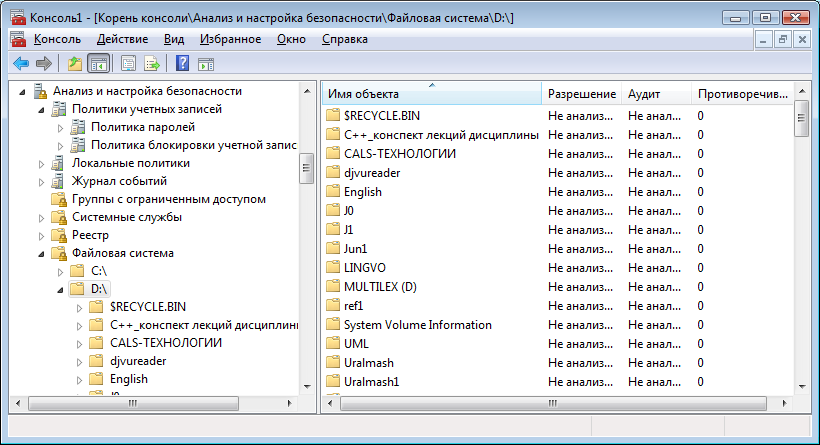 Консоль1 - [Корень консоли\Анализ и настройка безопасности\Файловая система\D:\]
Консоль Действие Вид Избранное Окно Справка
Анализ и настройка безопасности
Политики учетных записей
Политика паролей
Политика блокировки учетной запис
Локальные политики
Журнал событий
Группы с ограниченным доступом
Системные службы
Реестр
Файловая система
C:\
D:\
$RECYCLE.BIN
C++_конспект лекций дисциплины
CALS-ТЕХНОЛОГИИ
djvureader
English
Имя объекта Разрешение Аудит Противоречив...
$RECYCLE.BIN Не анализ... Не анал... 0
C++_конспект лекций дисциплины Не анализ... Не анал... 0
CALS-ТЕХНОЛОГИИ Не анализ... Не анал... 0
djvureader Не анализ... Не анал... 0
English Не анализ... Не анал... 0
J0 Не анализ... Не анал... 0
J1 Не анализ... Не анал... 0
Jun1 Не анализ... Не анал... 0
LINGVO Не анализ... Не анал... 0
MULTILEX (D) Не анализ... Не анал... 0
ref1 Не анализ... Не анал... 0
System Volume Information Не анализ... Не анал... 0
UML Не анализ... Не анал... 0
Uralmash Не анализ... Не анал... 0
Uralmash1 Не анализ... Не анал... 0